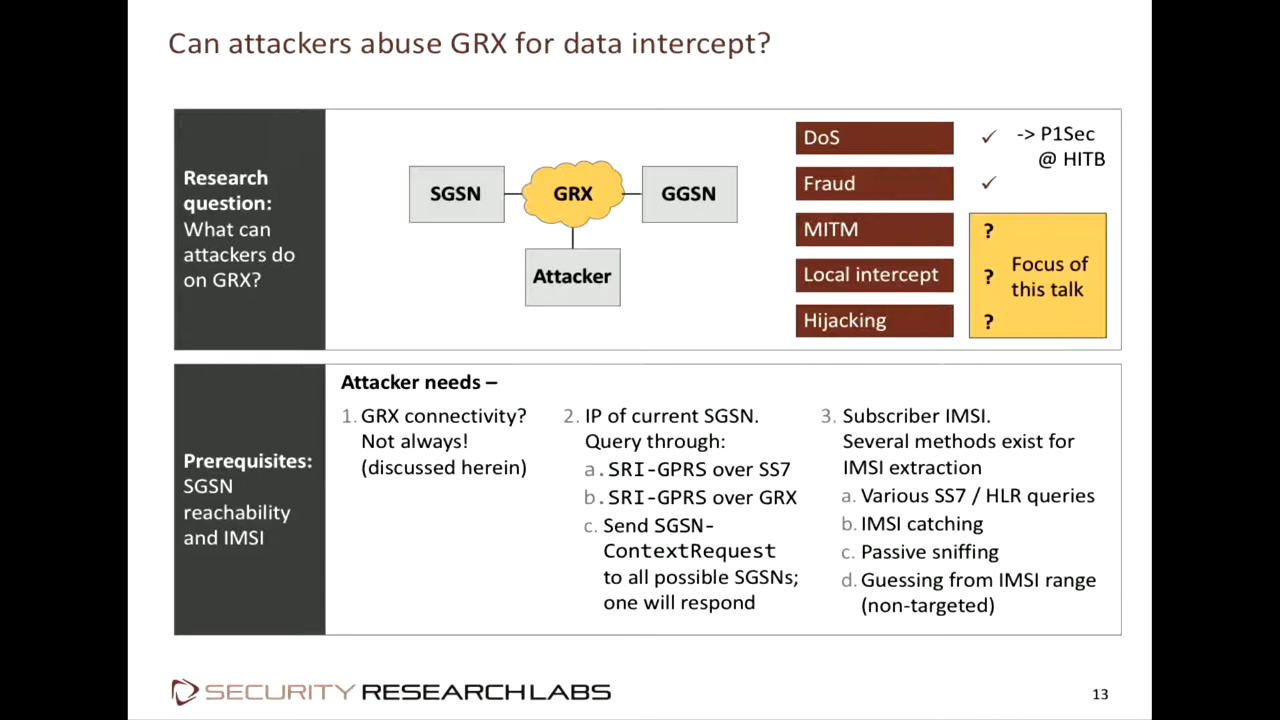 Can attackers abuse GRX for data intercept?
Research
question:
What can
attackers do
on GRX?
SGSN
GRX
GGSN
Attacker
DoS
✓
-> P1Sec
@ HITB
Fraud
✓
MITM
?
Local intercept
?
Hijacking
?
Focus of
this talk
Prerequisites:
SGSN
reachability
and IMSI
Attacker needs –
1. GRX connectivity?
Not always!
(discussed herein)
2. IP of current SGSN.
Query through:
a. SRI-GPRS over SS7
b. SRI-GPRS over GRX
c. Send SGSN-
ContextRequest
to all possible SGSNs;
one will respond
3. Subscriber IMSI.
Several methods exist for
IMSI extraction
a. Various SS7 / HLR queries
b. IMSI catching
c. Passive sniffing
d. Guessing from IMSI range
(non-targeted)
SECURITY RESEARCH LABS
13